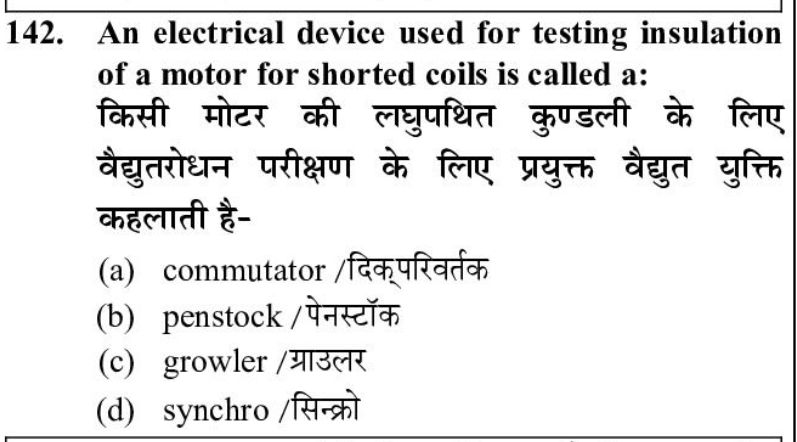 142. An electrical device used for testing insulation
of a motor for shorted coils is called a:
किसी मोटर की लघुपथित कुण्डली के लिए
वैद्युतरोधन परीक्षण के लिए प्रयुक्त वैद्युत युक्ति
कहलाती है-
(a) commutator /दिक्‌परिवर्तक
(b) penstock /पेनस्टॉक
(c) growler /ग्राउलर
(d) synchro /सिन्क्रो